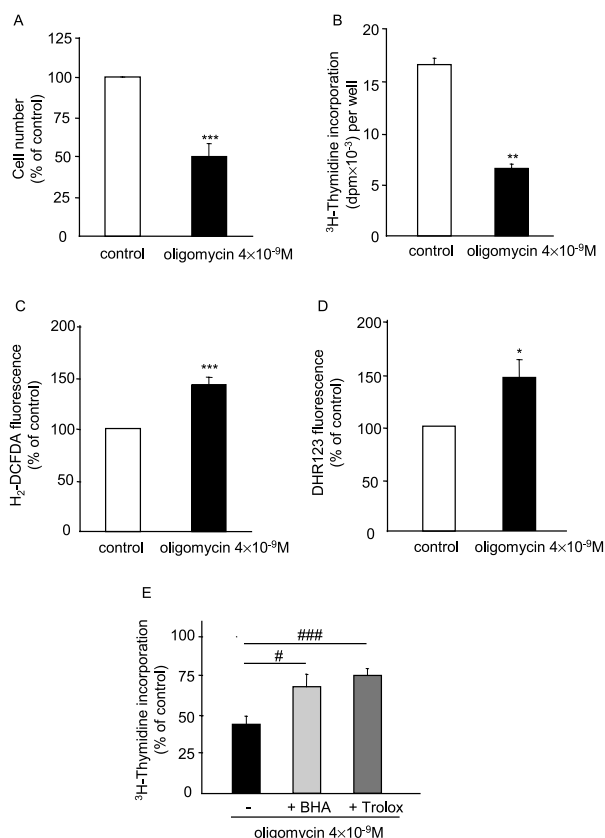 A
Cell number
(% of control)
125
100
75
50
25
0
***
control
oligomycin 4×10⁻⁹M
B
³H-Thymidine incorporation
(dpm×10⁻³) per well
20
15
10
5
0
**
control
oligomycin 4×10⁻⁹M
C
H₂-DCFDA fluorescence
(% of control)
200
150
100
50
0
***
control
oligomycin 4×10⁻⁹M
D
DHR123 fluorescence
(% of control)
200
150
100
50
0
*
control
oligomycin 4×10⁻⁹M
E
³H-Thymidine incorporation
(% of control)
100
75
50
25
0
###
#
- + BHA + Trolox
oligomycin 4×10⁻⁹M